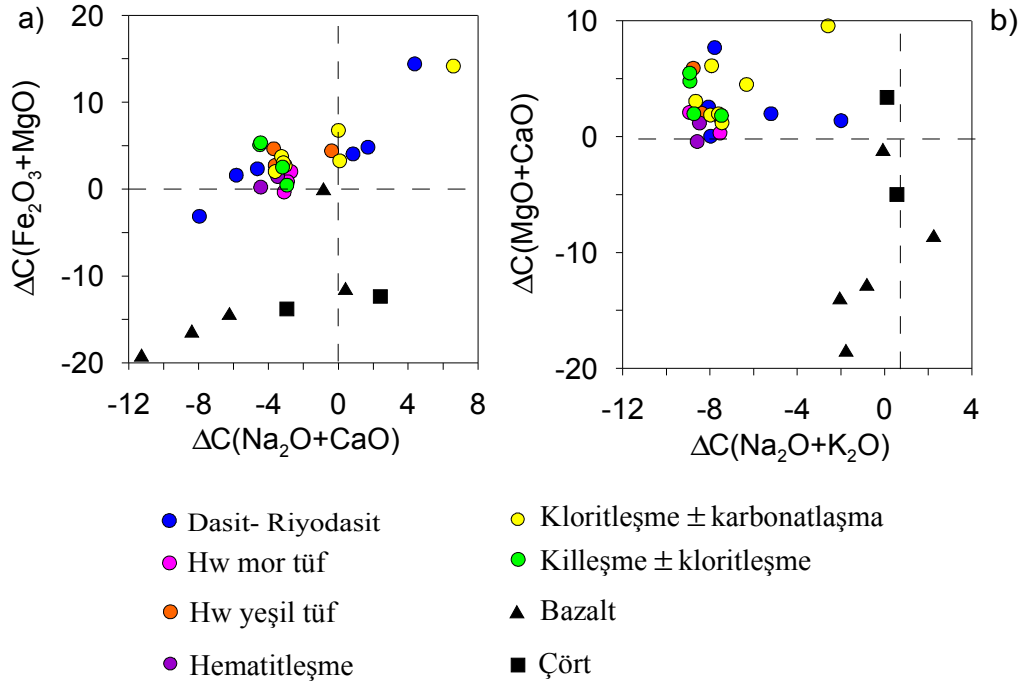 a)
20
10
0
-10
-20
-12 -8 -4 0 4 8
ΔC(Fe₂O₃+MgO)
ΔC(Na₂O+CaO)
b)
10
0
-10
-20
-12 -8 -4 0 4
ΔC(MgO+CaO)
ΔC(Na₂O+K₂O)
Dasit- Riyodasit
Hw mor tüf
Hw yeşil tüf
Hematitleşme
Kloritleşme ± karbonatlaşma
Killeşme ± kloritleşme
Bazalt
Çört